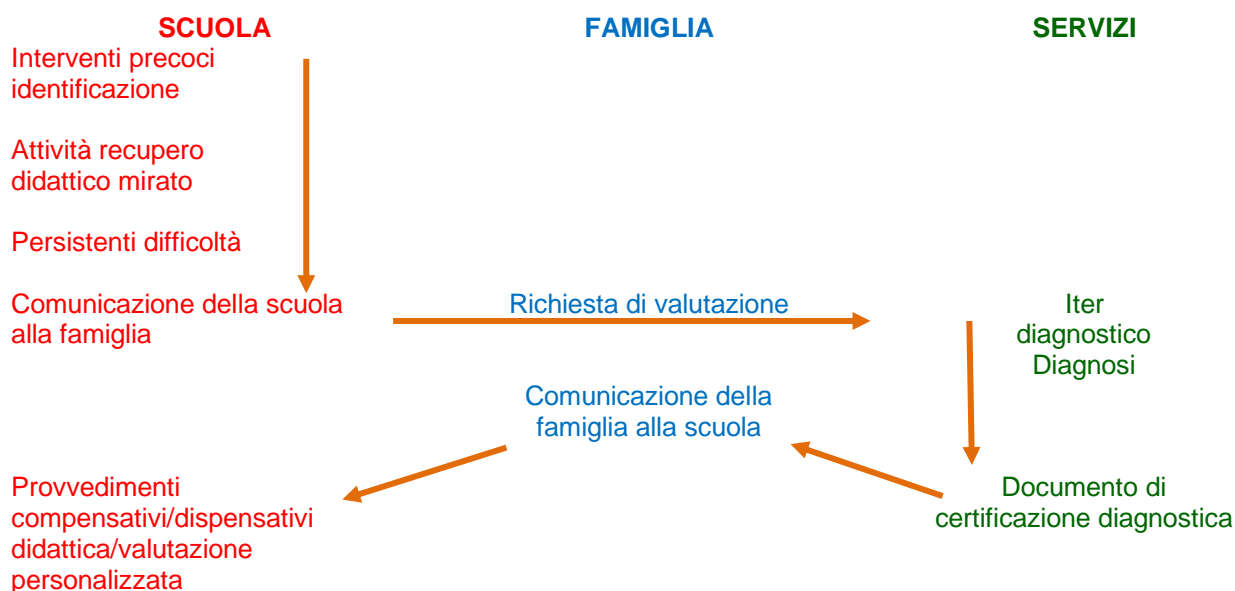 SCUOLA
FAMIGLIA
SERVIZI
Interventi precoci
identificazione
Attività recupero
didattico mirato
Persistenti difficoltà
Comunicazione della scuola
alla famiglia
Richiesta di valutazione
Iter
diagnostico
Diagnosi
Comunicazione della
famiglia alla scuola
Documento di
certificazione diagnostica
Provvedimenti
compensativi/dispensativi
didattica/valutazione
personalizzata